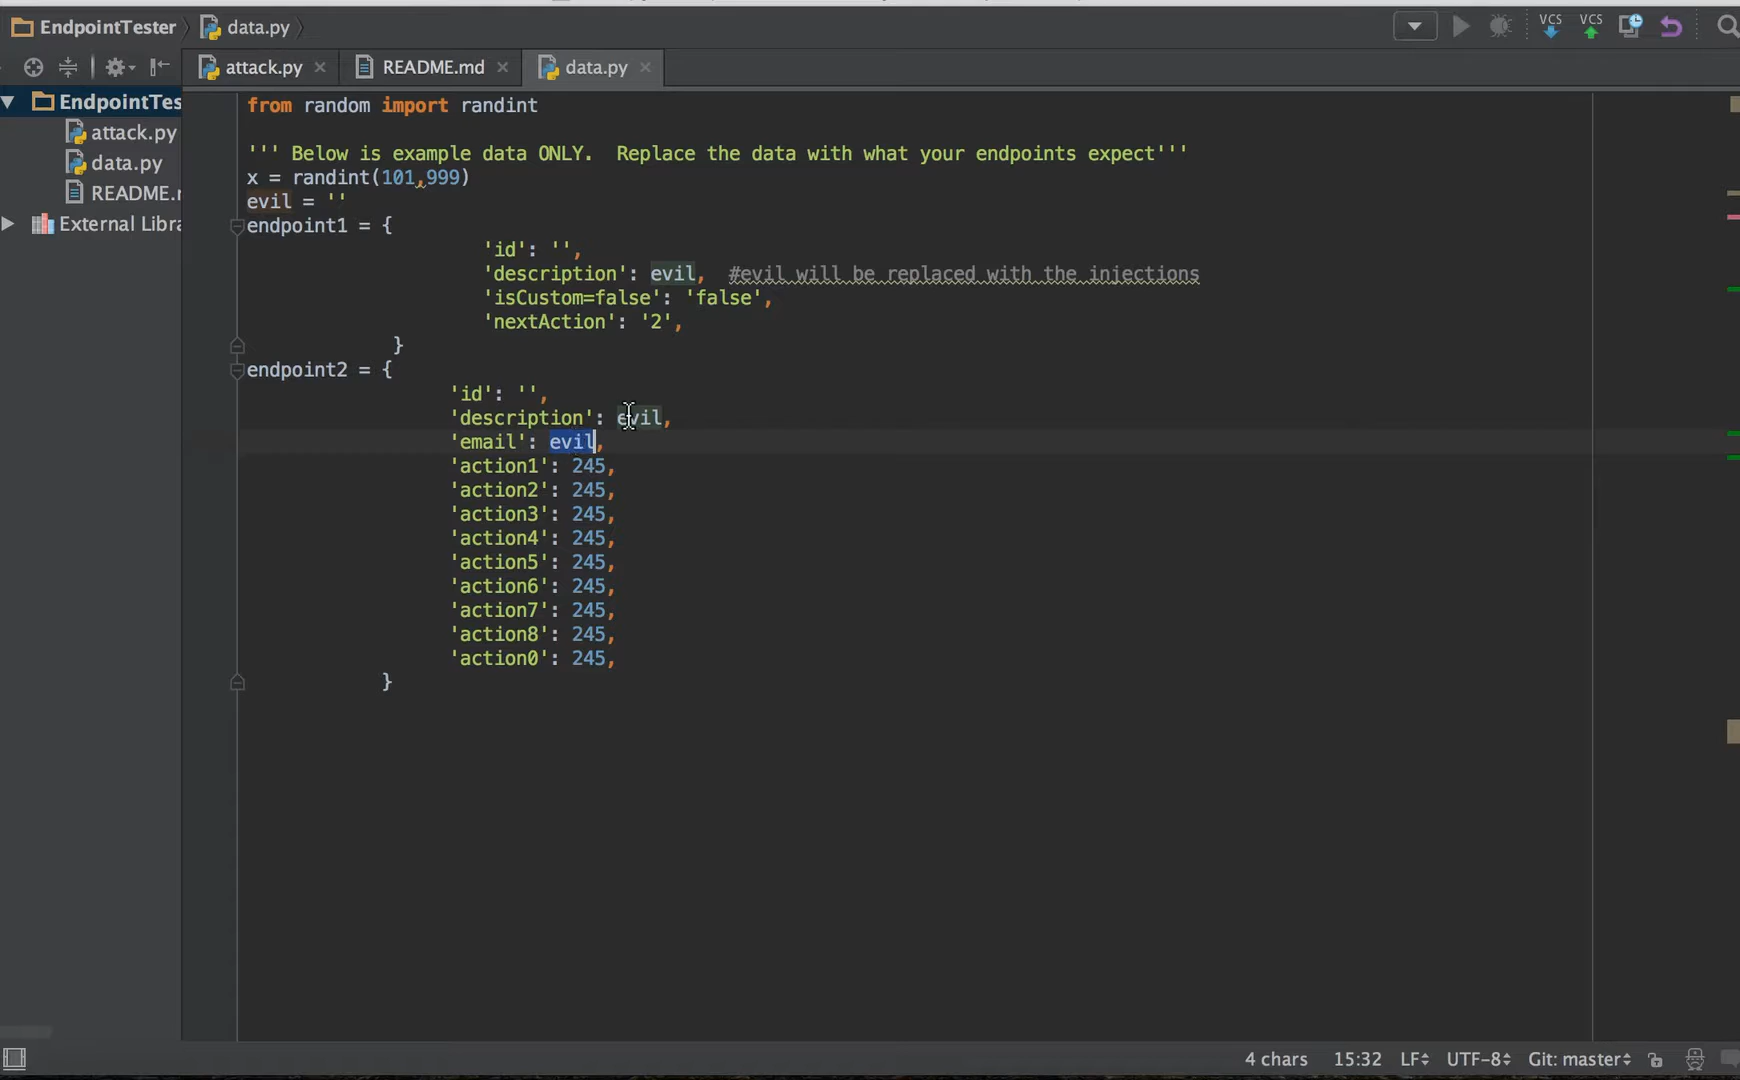 EndpointTester data.py
VCS VCS
attack.py README.md data.py
EndpointTes
attack.py
data.py
README.r
External Libra
from random import randint
''' Below is example data ONLY.  Replace the data with what your endpoints expect'''
x = randint(101,999)
evil = ''
endpoint1 = {
'id': '',
'description': evil,  #evil will be replaced with the injections
'isCustom=false': 'false',
'nextAction': '2',
}
endpoint2 = {
'id': '',
'description': evil,
'email': evil,
'action1': 245,
'action2': 245,
'action3': 245,
'action4': 245,
'action5': 245,
'action6': 245,
'action7': 245,
'action8': 245,
'action0': 245,
}
4 chars 15:32 LF UTF-8 Git: master